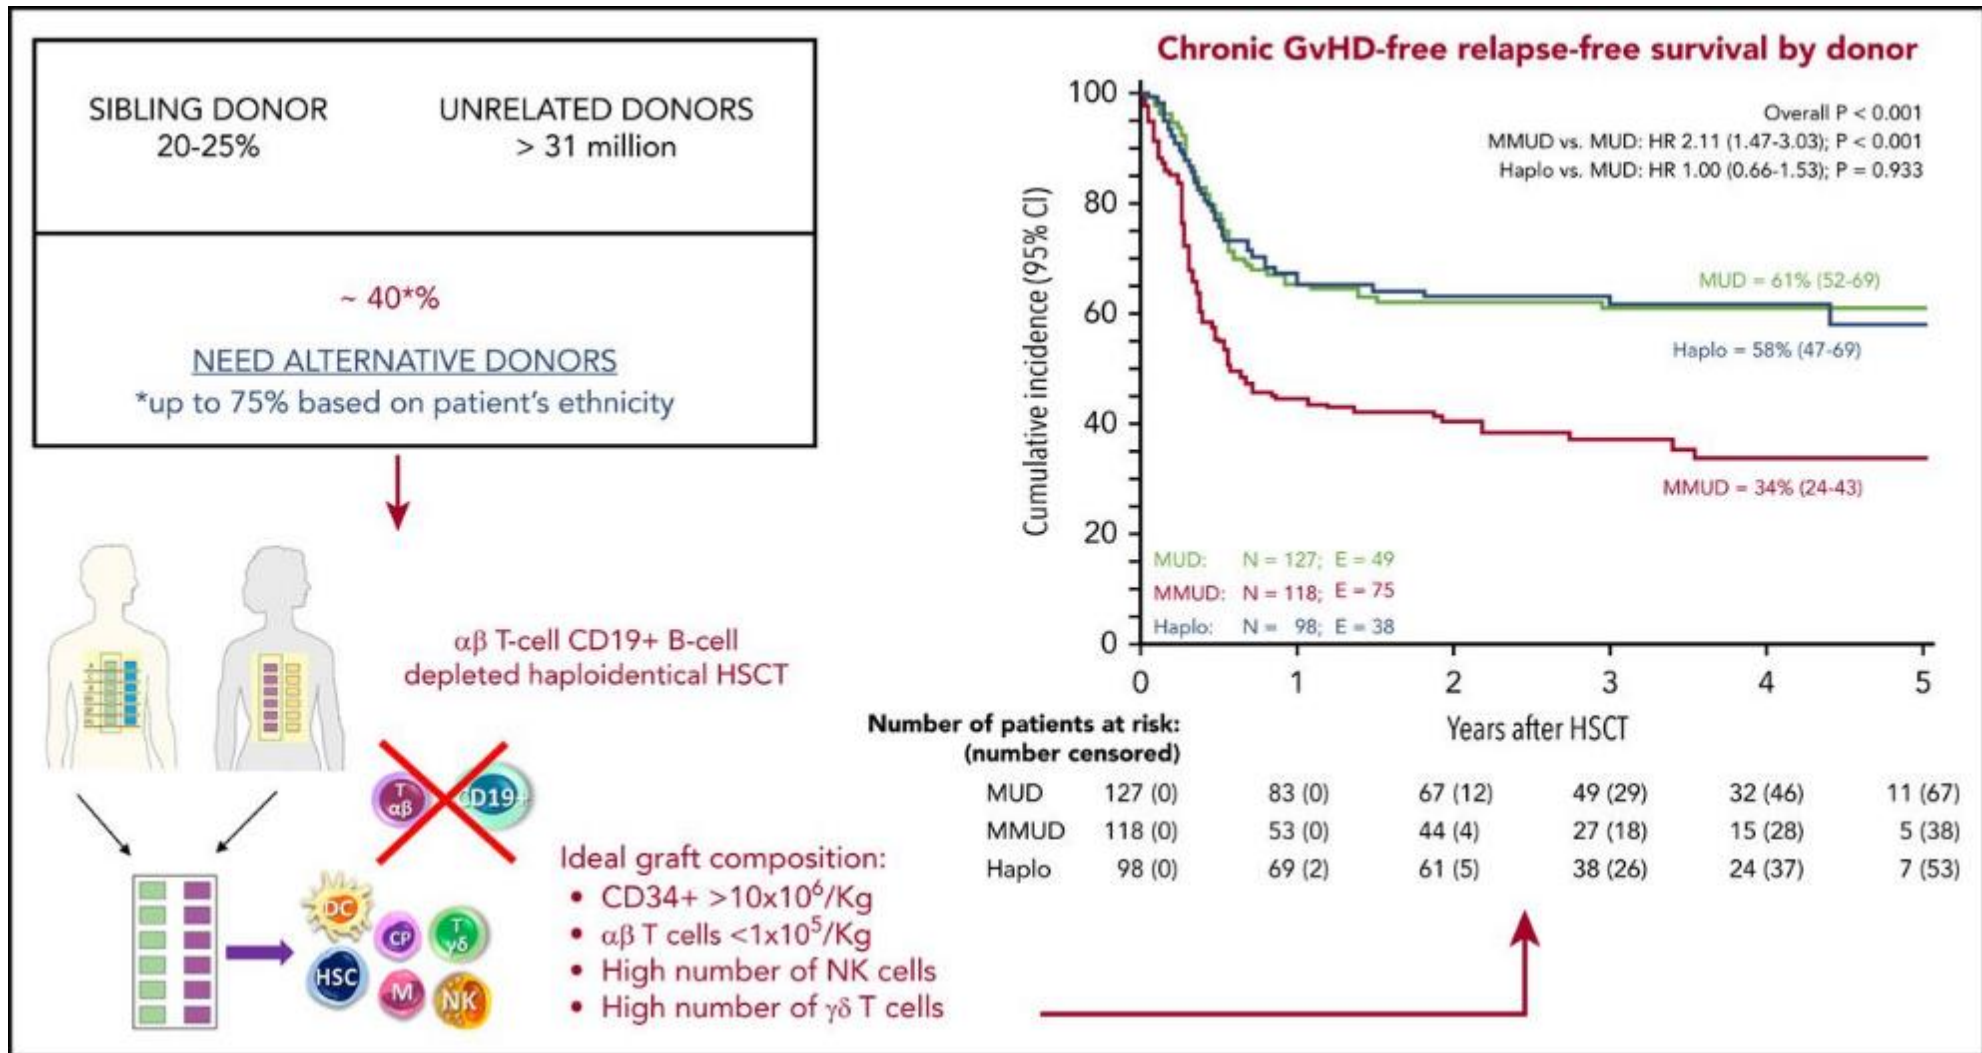 SIBLING DONOR
20-25%
UNRELATED DONORS
> 31 million
~ 40*%
NEED ALTERNATIVE DONORS
*up to 75% based on patient's ethnicity
αβ T-cell CD19+ B-cell
depleted haploidentical HSCT
T
αβ
CD19+
DC
CP
T
γδ
HSC
M
NK
Ideal graft composition:
• CD34+ >10x10⁶/Kg
• αβ T cells <1x10⁵/Kg
• High number of NK cells
• High number of γδ T cells
Chronic GvHD-free relapse-free survival by donor
Overall P < 0.001
MMUD vs. MUD: HR 2.11 (1.47-3.03); P < 0.001
Haplo vs. MUD: HR 1.00 (0.66-1.53); P = 0.933
Cumulative incidence (95% CI)
100
80
60
40
20
0
MUD = 61% (52-69)
Haplo = 58% (47-69)
MMUD = 34% (24-43)
MUD: N = 127; E = 49
MMUD: N = 118; E = 75
Haplo: N = 98; E = 38
0 1 2 3 4 5
Years after HSCT
Number of patients at risk:
(number censored)
MUD 127 (0) 83 (0) 67 (12) 49 (29) 32 (46) 11 (67)
MMUD 118 (0) 53 (0) 44 (4) 27 (18) 15 (28) 5 (38)
Haplo 98 (0) 69 (2) 61 (5) 38 (26) 24 (37) 7 (53)